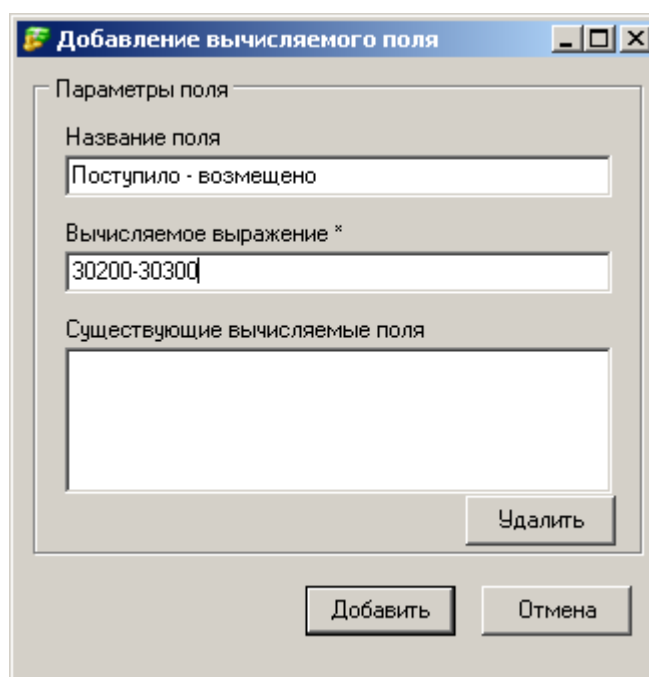 Добавление вычисляемого поля
Параметры поля
Название поля
Поступило - возмещено
Вычисляемое выражение *
30200-30300
Существующие вычисляемые поля
Удалить
Добавить Отмена